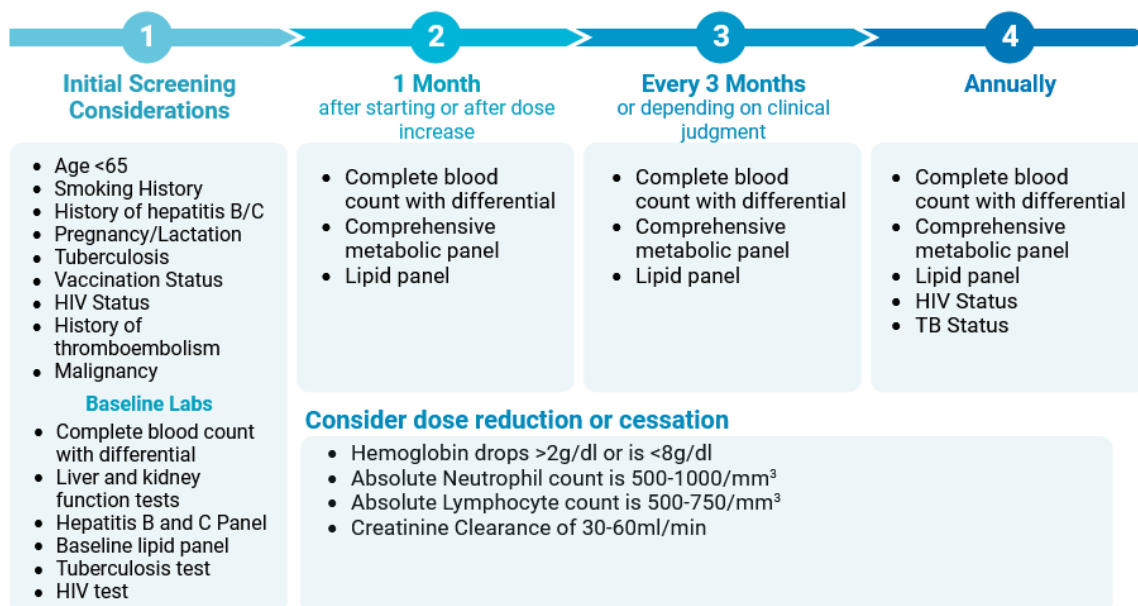 1
Initial Screening
Considerations
• Age <65
• Smoking History
• History of hepatitis B/C
• Pregnancy/Lactation
• Tuberculosis
• Vaccination Status
• HIV Status
• History of
thromboembolism
• Malignancy
Baseline Labs
• Complete blood count
with differential
• Liver and kidney
function tests
• Hepatitis B and C Panel
• Baseline lipid panel
• Tuberculosis test
• HIV test
2
1 Month
after starting or after dose
increase
• Complete blood
count with differential
• Comprehensive
metabolic panel
• Lipid panel
3
Every 3 Months
or depending on clinical
judgment
• Complete blood
count with differential
• Comprehensive
metabolic panel
• Lipid panel
4
Annually
• Complete blood
count with differential
• Comprehensive
metabolic panel
• Lipid panel
• HIV Status
• TB Status
Consider dose reduction or cessation
• Hemoglobin drops >2g/dl or is <8g/dl
• Absolute Neutrophil count is 500-1000/mm³
• Absolute Lymphocyte count is 500-750/mm³
• Creatinine Clearance of 30-60ml/min